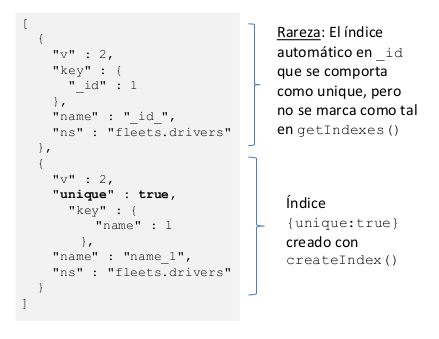 [
{
"v" : 2,
"key" : {
"_id" : 1
},
"name" : "_id_",
"ns" : "fleets.drivers"
},
{
"v" : 2,
"unique" : true,
"key" : {
"name" : 1
},
"name" : "name_1",
"ns" : "fleets.drivers"
}
]
Rareza: El índice
automático en _id
que se comporta
como unique, pero
no se marca como tal
en getIndexes()
Índice
{unique:true}
creado con
createIndex()